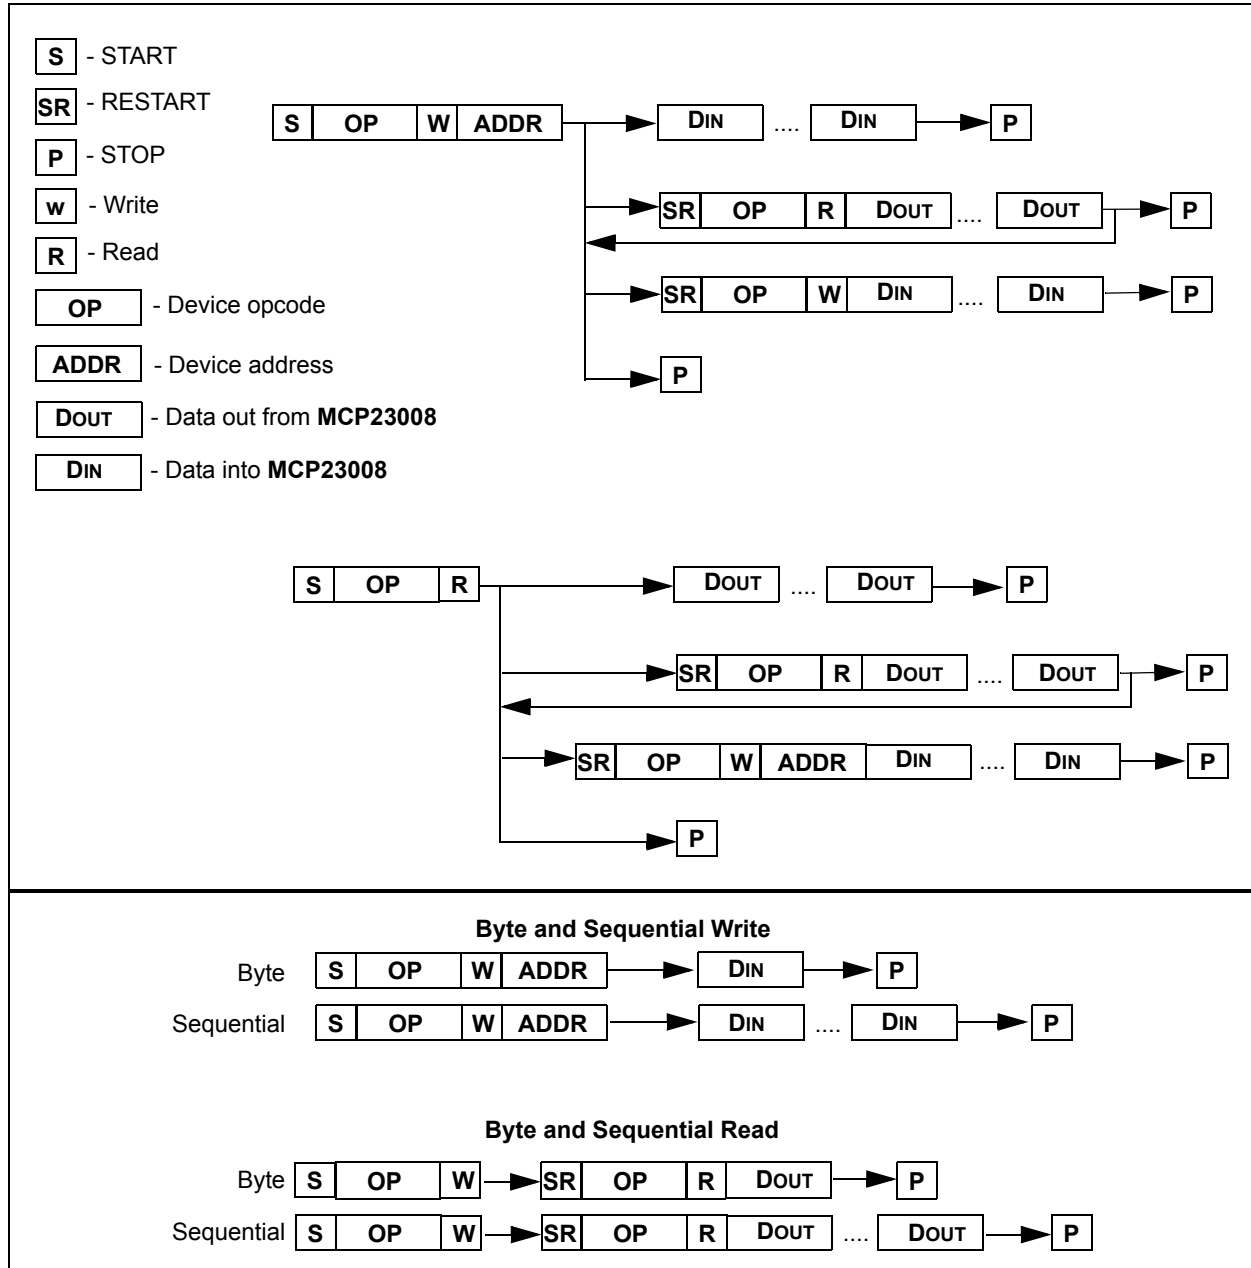 S - START
SR - RESTART
P - STOP
w - Write
R - Read
OP - Device opcode
ADDR - Device address
DOUT - Data out from MCP23008
DIN - Data into MCP23008
S OP W ADDR DIN .... DIN P
SR OP R DOUT .... DOUT P
SR OP W DIN .... DIN P
P
S OP R DOUT .... DOUT P
SR OP R DOUT .... DOUT P
SR OP W ADDR DIN .... DIN P
P
Byte and Sequential Write
Byte S OP W ADDR DIN P
Sequential S OP W ADDR DIN .... DIN P
Byte and Sequential Read
Byte S OP W SR OP R DOUT P
Sequential S OP W SR OP R DOUT .... DOUT P